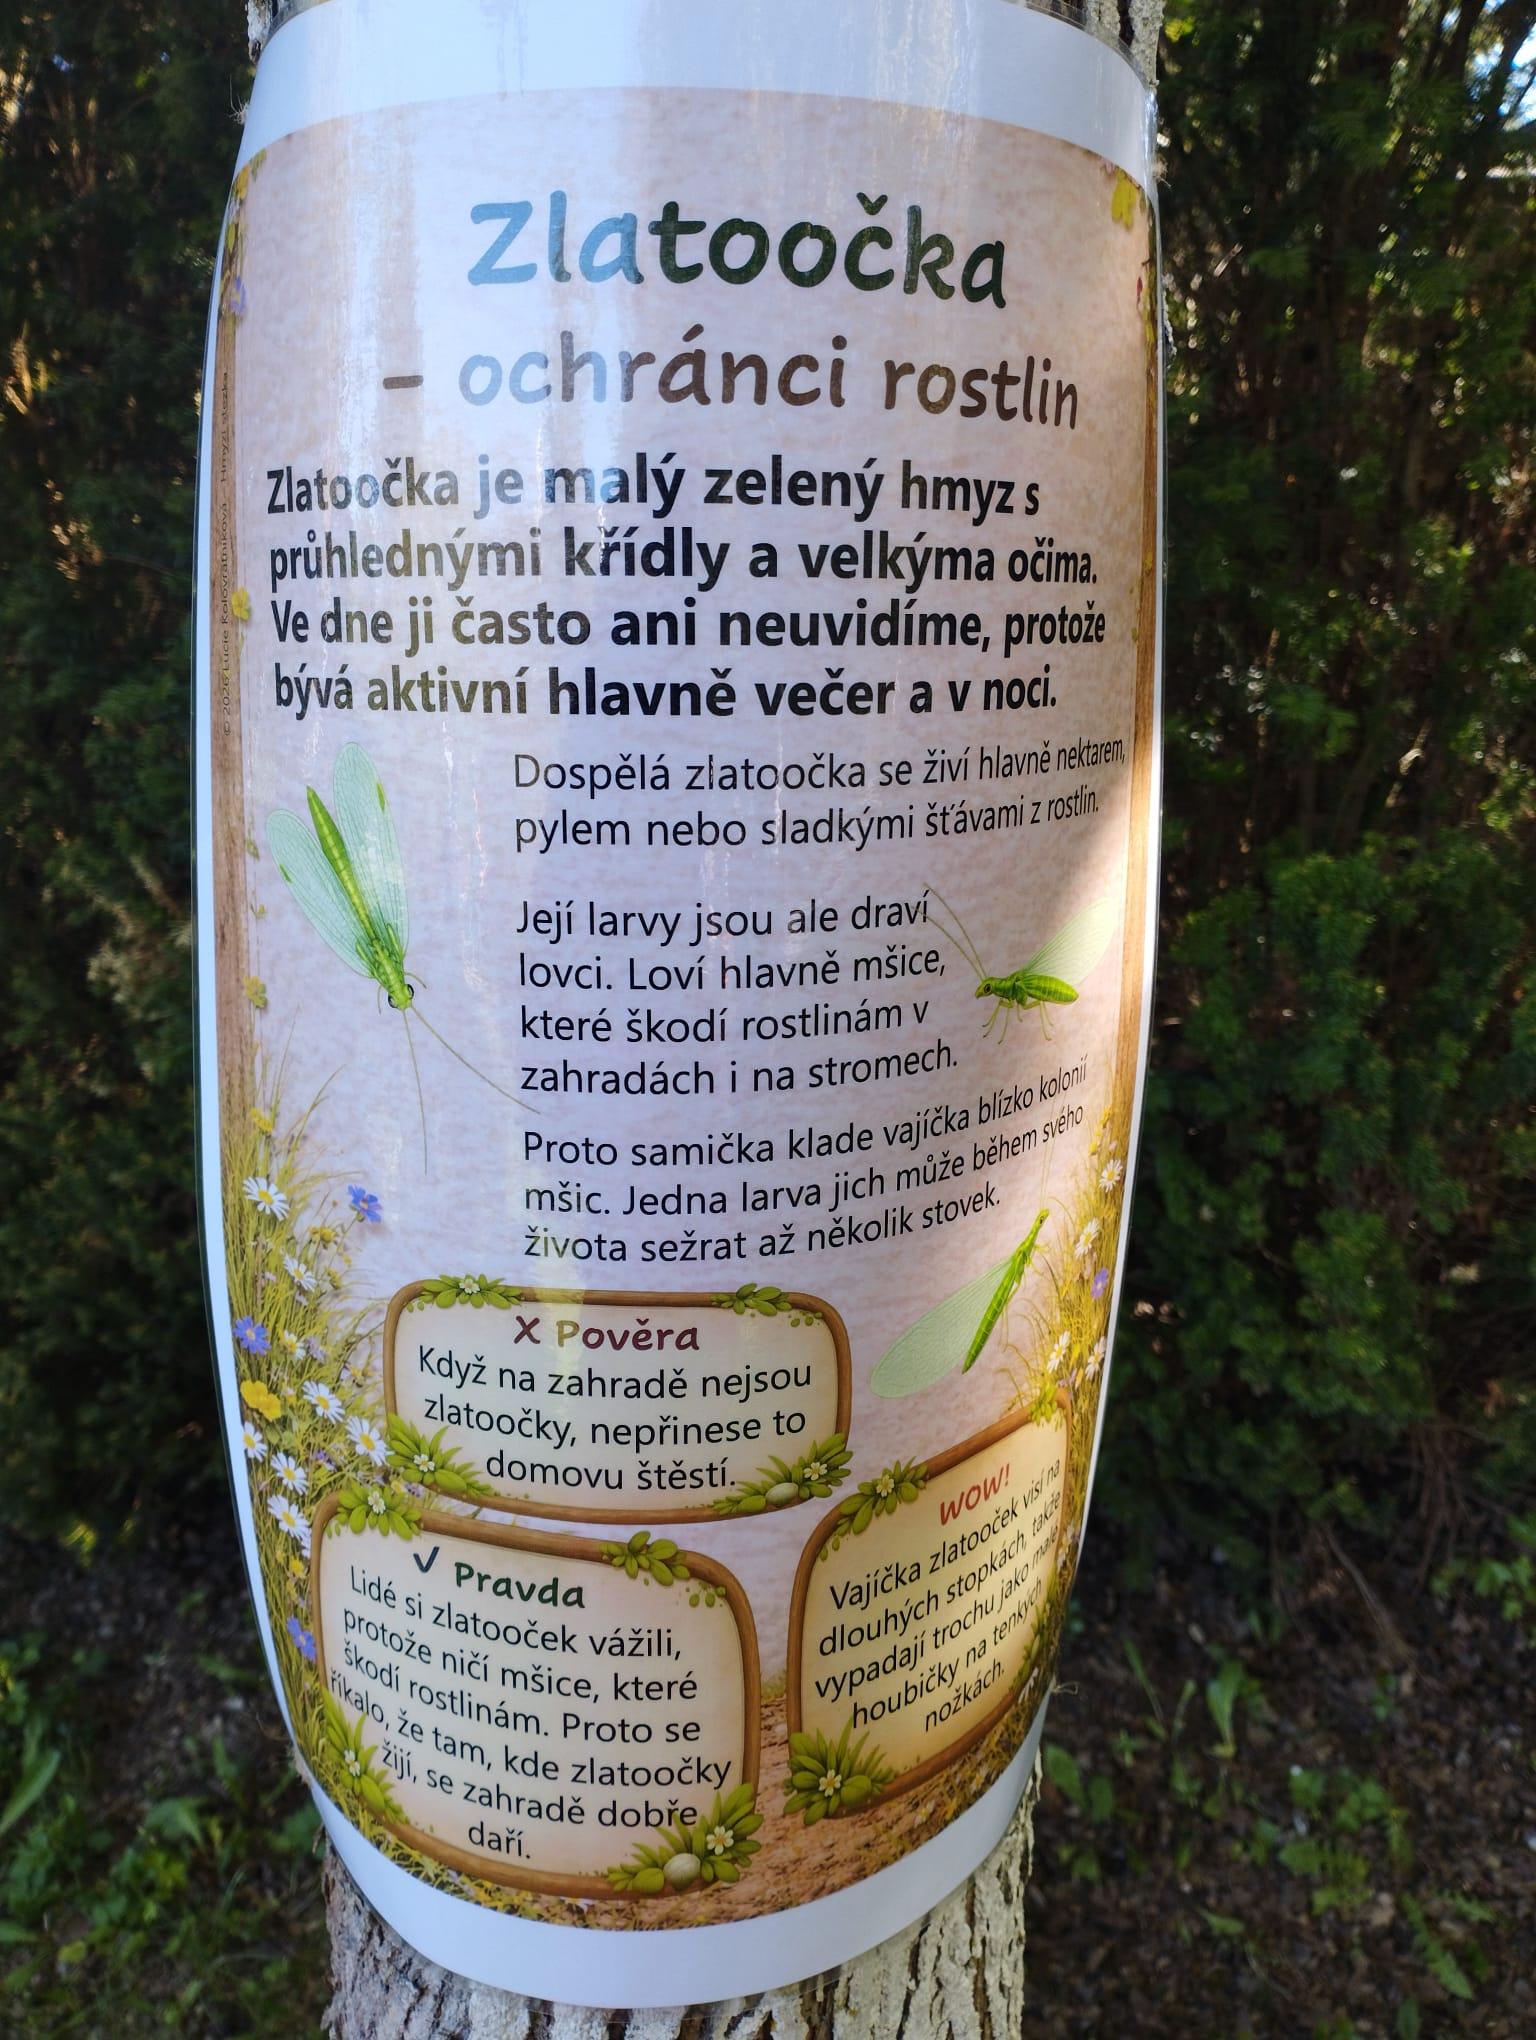 Zlatoočka
- ochránci rostlin
Zlatoočka je malý zelený hmyz s
průhlednými křídly a velkýma očima.
Ve dne ji často ani neuvidíme, protože
bývá aktivní hlavně večer a v noci.
Dospělá zlatoočka se živí hlavně nektarem,
pylem nebo sladkými šťávami z rostlin.
Její larvy jsou ale draví
lovci. Loví hlavně mšice,
které škodí rostlinám v
zahradách i na stromech.
Proto samička klade vajíčka blízko kolonií
mšic. Jedna larva jich může během svého
života sežrat až několik stovek.
X Pověra
Když na zahradě nejsou
zlatoočky, nepřinese to
domovu štěstí.
√ Pravda
Lidé si zlatooček vážili,
protože ničí mšice, které
škodí rostlinám. Proto se
říkalo, že tam, kde zlatoočky
žijí, se zahradě dobře
daří.
WOW!
Vajíčka zlatooček visí na
dlouhých stopkách, takže
vypadají trochu jako malé
houbičky na tenkých
nožkách.
© 2026 Lucie Kolovratníková - Hmyzí stezka